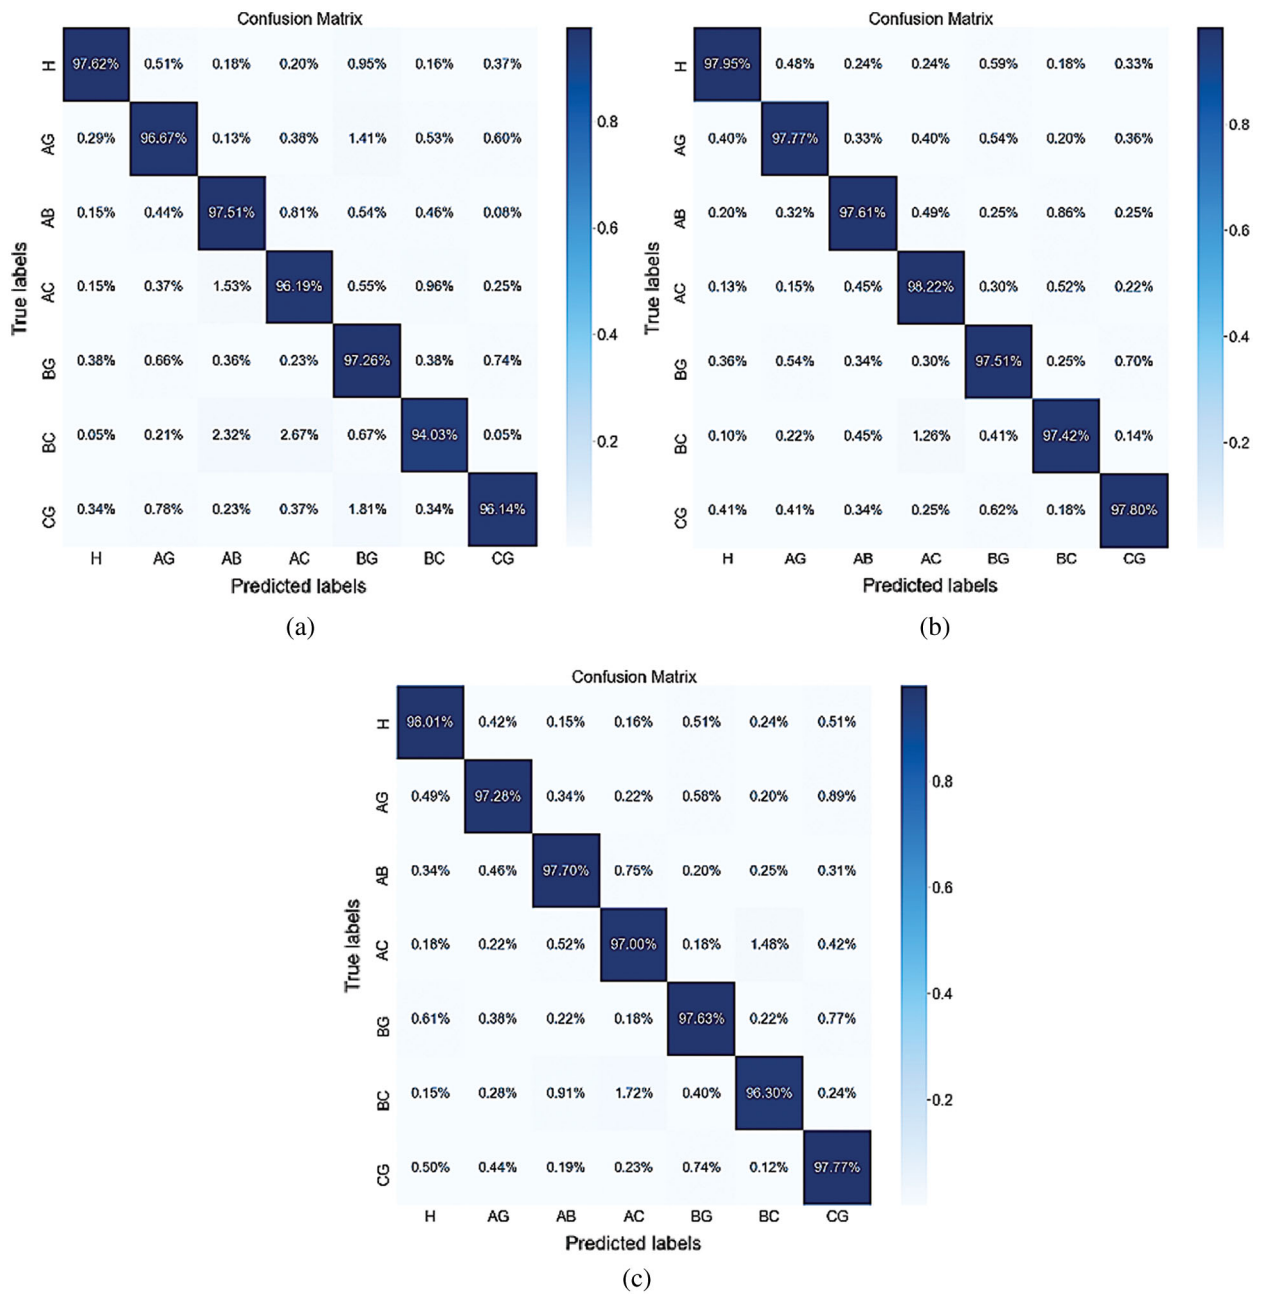 Confusion Matrix
H 97.62% 0.51% 0.18% 0.20% 0.95% 0.16% 0.37%
AG 0.29% 96.67% 0.13% 0.38% 1.41% 0.53% 0.60%
AB 0.15% 0.44% 97.51% 0.81% 0.54% 0.46% 0.08%
AC 0.15% 0.37% 1.53% 96.19% 0.55% 0.96% 0.25%
BG 0.38% 0.66% 0.36% 0.23% 97.26% 0.38% 0.74%
BC 0.05% 0.21% 2.32% 2.67% 0.67% 94.03% 0.05%
CG 0.34% 0.78% 0.23% 0.37% 1.81% 0.34% 96.14%
H AG AB AC BG BC CG
True labels
Predicted labels
0.8
0.6
0.4
0.2
(a)
Confusion Matrix
H 97.95% 0.48% 0.24% 0.24% 0.59% 0.18% 0.33%
AG 0.40% 97.77% 0.33% 0.40% 0.54% 0.20% 0.36%
AB 0.20% 0.32% 97.61% 0.49% 0.25% 0.86% 0.25%
AC 0.13% 0.15% 0.45% 98.22% 0.30% 0.52% 0.22%
BG 0.36% 0.54% 0.34% 0.30% 97.51% 0.25% 0.70%
BC 0.10% 0.22% 0.45% 1.26% 0.41% 97.42% 0.14%
CG 0.41% 0.41% 0.34% 0.25% 0.62% 0.18% 97.80%
H AG AB AC BG BC CG
True labels
Predicted labels
0.8
0.6
0.4
0.2
(b)
Confusion Matrix
H 98.01% 0.42% 0.15% 0.16% 0.51% 0.24% 0.51%
AG 0.49% 97.28% 0.34% 0.22% 0.58% 0.20% 0.89%
AB 0.34% 0.46% 97.70% 0.75% 0.20% 0.25% 0.31%
AC 0.18% 0.22% 0.52% 97.00% 0.18% 1.48% 0.42%
BG 0.61% 0.38% 0.22% 0.18% 97.63% 0.22% 0.77%
BC 0.15% 0.28% 0.91% 1.72% 0.40% 96.30% 0.24%
CG 0.50% 0.44% 0.19% 0.23% 0.74% 0.12% 97.77%
H AG AB AC BG BC CG
True labels
Predicted labels
0.8
0.6
0.4
0.2
(c)